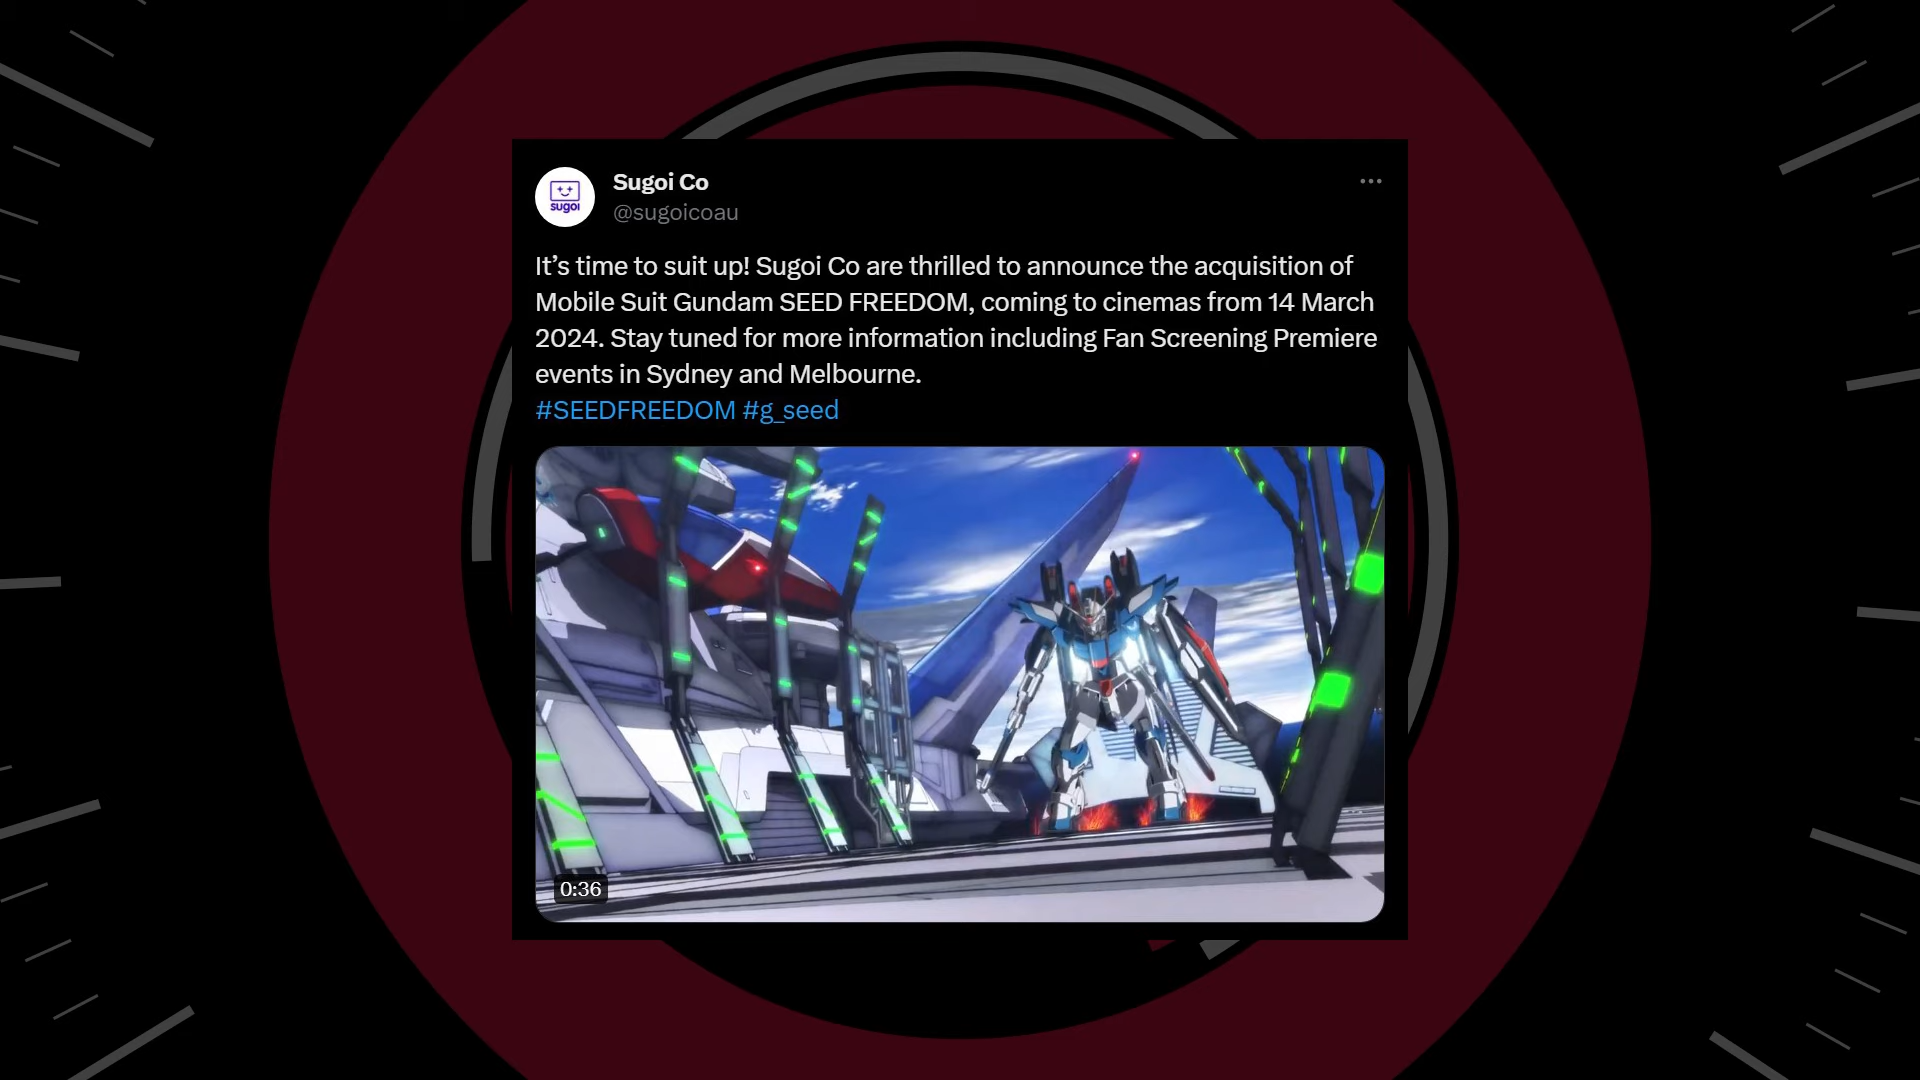 sugoi
Sugoi Co
@sugoicoau
It’s time to suit up! Sugoi Co are thrilled to announce the acquisition of
Mobile Suit Gundam SEED FREEDOM, coming to cinemas from 14 March
2024. Stay tuned for more information including Fan Screening Premiere
events in Sydney and Melbourne.
#SEEDFREEDOM #g_seed
0:36